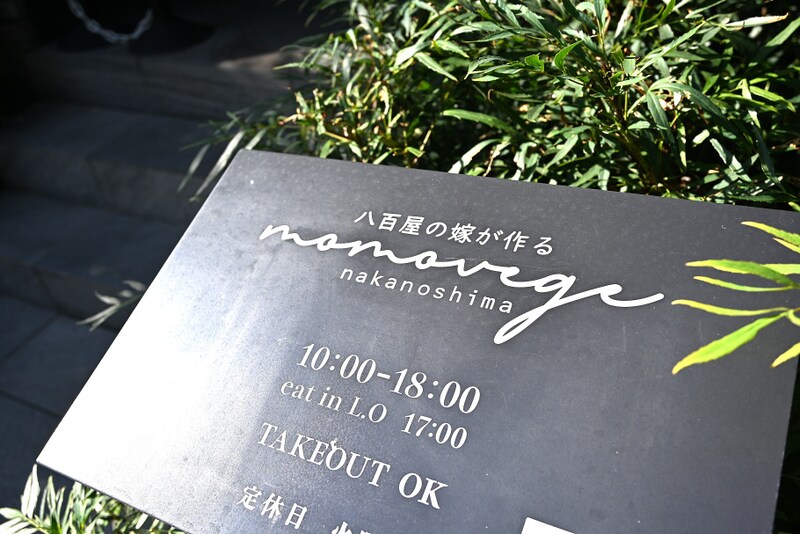 八百屋の嫁が作る
momovege
nakanoshima
10:00-18:00
eat in L.O 17:00
TAKEOUT OK
定休日